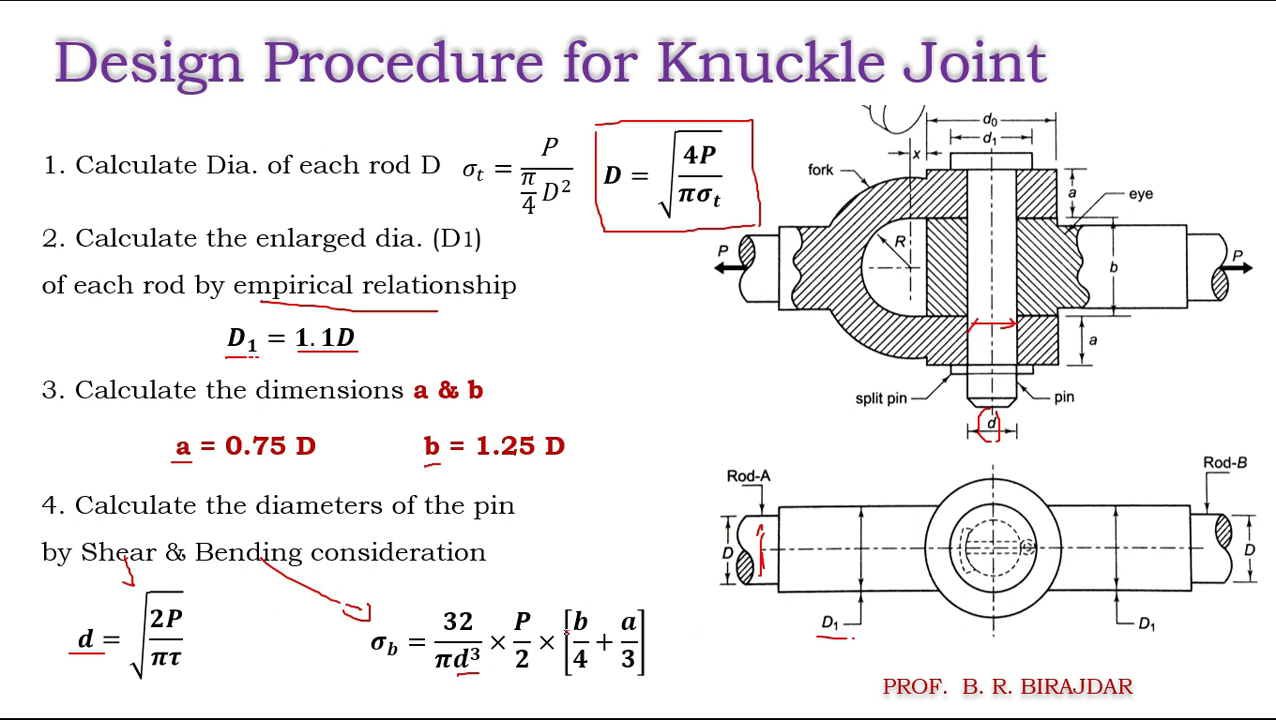 Design Procedure for Knuckle Joint
1. Calculate Dia. of each rod D σₜ = P / (π/4 D²) D = √(4P / πσₜ)
2. Calculate the enlarged dia. (D1)
of each rod by empirical relationship
D₁ = 1.1D
3. Calculate the dimensions a & b
a = 0.75 D b = 1.25 D
4. Calculate the diameters of the pin
by Shear & Bending consideration
d = √(2P / πτ) σ_b = 32/πd³ × P/2 × [b/4 + a/3]
d₀
d₁
x
fork
a
eye
R
P
P
b
a
split pin
pin
d
Rod-A
Rod-B
D
D
D₁
D₁
PROF. B. R. BIRAJDAR